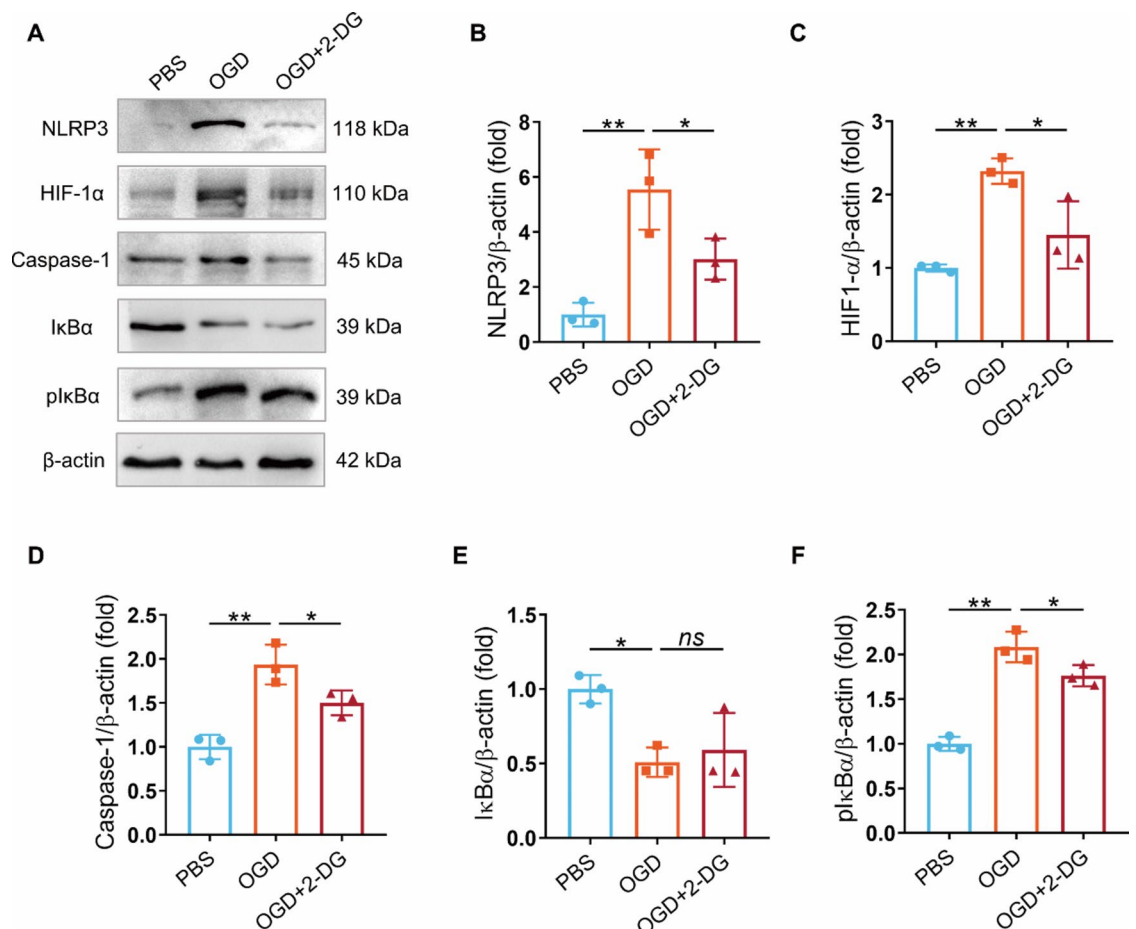 A
PBS
OGD
OGD+2-DG
NLRP3
118 kDa
HIF-1α
110 kDa
Caspase-1
45 kDa
IκBα
39 kDa
pIκBα
39 kDa
β-actin
42 kDa
B
NLRP3/β-actin (fold)
8
6
4
2
0
**
*
PBS
OGD
OGD+2-DG
C
HIF1-α/β-actin (fold)
3
2
1
0
**
*
PBS
OGD
OGD+2-DG
D
Caspase-1/β-actin (fold)
2.5
2.0
1.5
1.0
0.5
0.0
**
*
PBS
OGD
OGD+2-DG
E
IκBα/β-actin (fold)
1.5
1.0
0.5
0.0
*
ns
PBS
OGD
OGD+2-DG
F
pIκBα/β-actin (fold)
2.5
2.0
1.5
1.0
0.5
0.0
**
*
PBS
OGD
OGD+2-DG